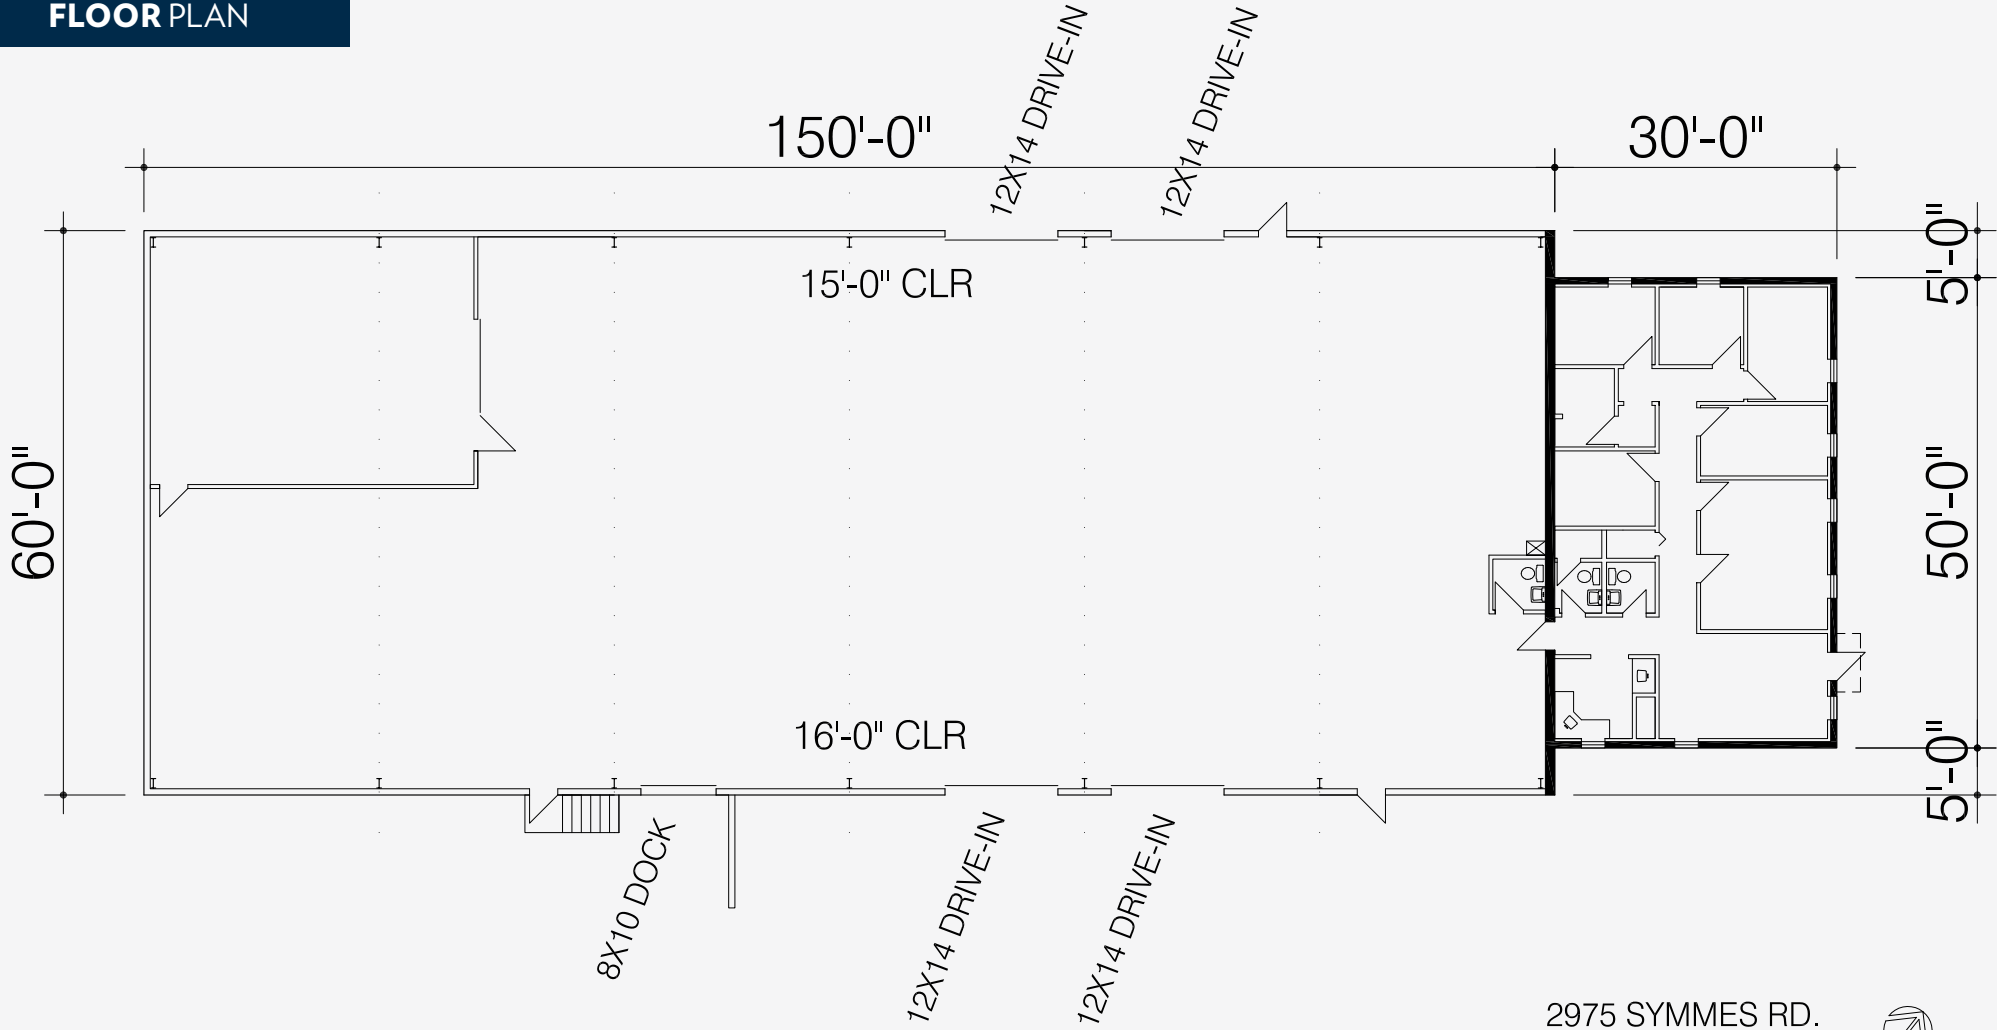 FLOOR PLAN
12X14 DRIVE-IN
12X14 DRIVE-IN
150'-0"
30'-0"
5'-0"
15'-0" CLR
60'-0"
50'-0"
16'-0" CLR
5'-0"
8X10 DOCK
12X14 DRIVE-IN
12X14 DRIVE-IN
2975 SYMMES RD.